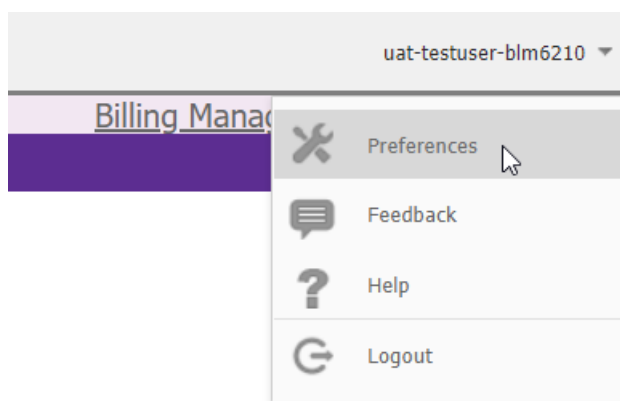 uat-testuser-blm6210
Billing Manag
Preferences
Feedback
Help
Logout